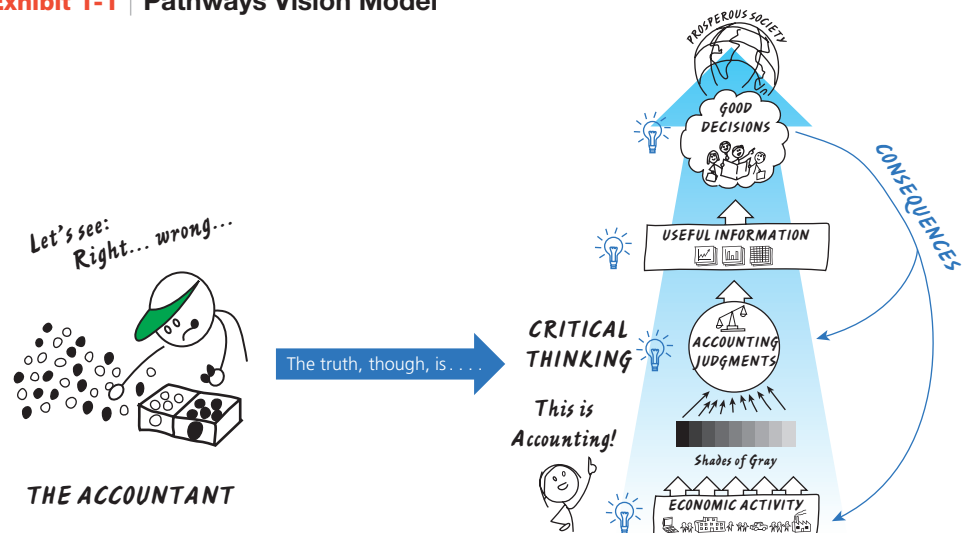 Exhibit 1-1 | Pathways Vision Model
Let's see:
Right... wrong...
THE ACCOUNTANT
The truth, though, is....
CRITICAL
THINKING
This is
Accounting!
PROSPEROUS SOCIETY
GOOD
DECISIONS
CONSEQUENCES
USEFUL INFORMATION
ACCOUNTING
JUDGMENTS
Shades of Gray
ECONOMIC ACTIVITY